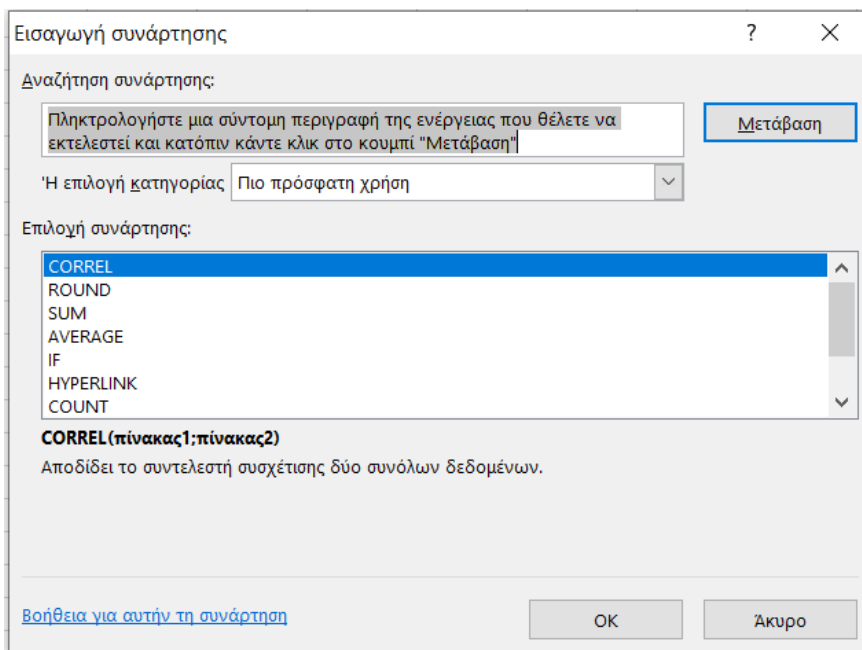 Εισαγωγή συνάρτησης
?
Αναζήτηση συνάρτησης:
Πληκτρολογήστε μια σύντομη περιγραφή της ενέργειας που θέλετε να
εκτελεστεί και κατόπιν κάντε κλικ στο κουμπί "Μετάβαση"
Μετάβαση
'Η επιλογή κατηγορίας
Πιο πρόσφατη χρήση
Επιλογή συνάρτησης:
CORREL
ROUND
SUM
AVERAGE
IF
HYPERLINK
COUNT
CORREL(πίνακας1;πίνακας2)
Αποδίδει το συντελεστή συσχέτισης δύο συνόλων δεδομένων.
Βοήθεια για αυτήν τη συνάρτηση
OK
Άκυρο